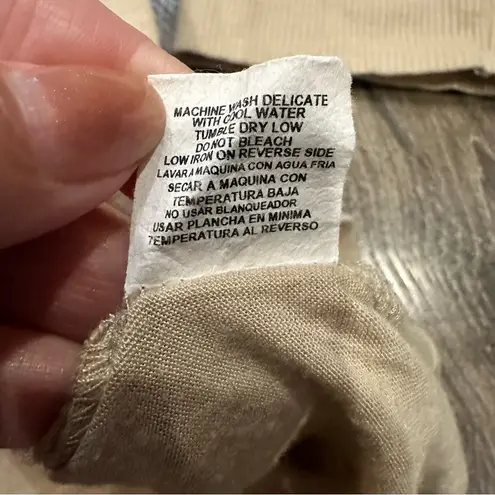 MACHINE WASH DELICATE
WITH COOL WATER
TUMBLE DRY LOW
DO NOT BLEACH
LOW IRON ON REVERSE SIDE
LAVAR A MAQUINA CON AGUA FRIA
SECAR A MAQUINA CON
TEMPERATURA BAJA
NO USAR BLANQUEADOR
USAR PLANCHA EN MINIMA
TEMPERATURA AL REVERSO